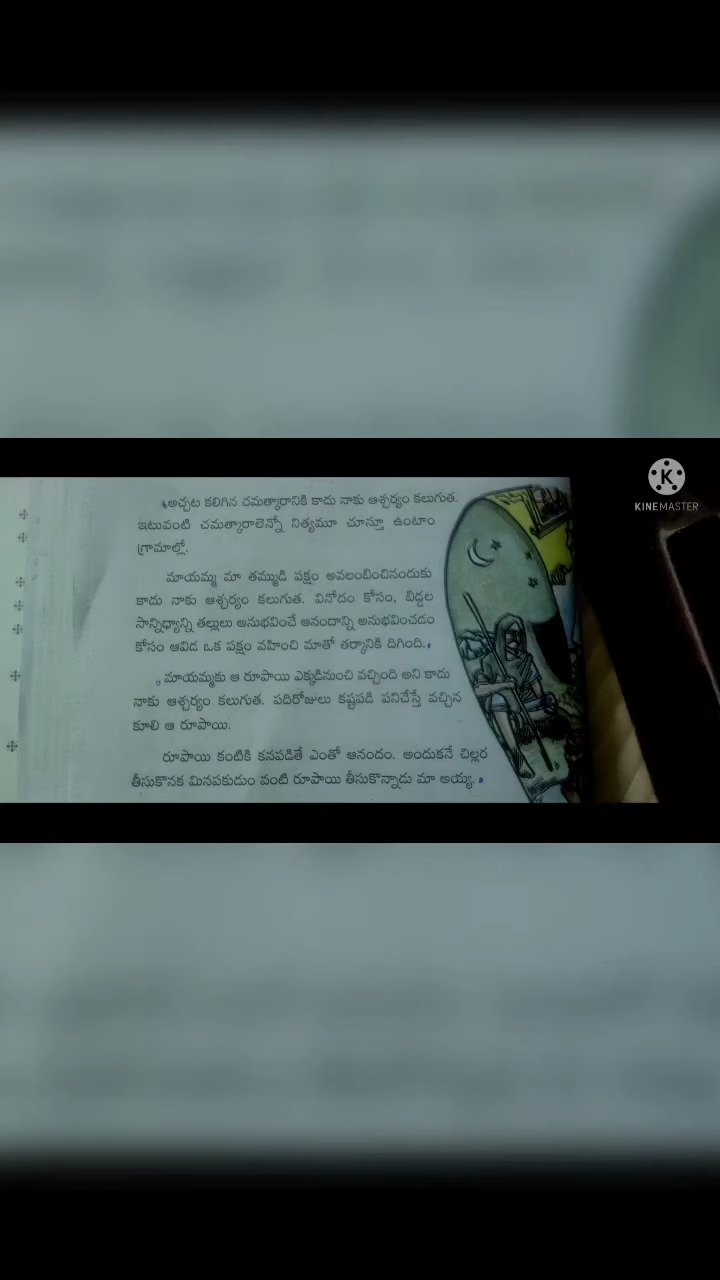 అచ్చట కలిగిన చమత్కారానికి కాదు నాకు ఆశ్చర్యం కలుగుత.
ఇటువంటి చమత్కారాలెన్నో నిత్యమూ చూస్తూ ఉంటాం
గ్రామాల్లో.
మాయమ్మ మా తమ్ముడి పక్షం అవలంబించినందుకు
కాదు నాకు ఆశ్చర్యం కలుగుత. వినోదం కోసం, బిడ్డల
సాన్నిధ్యాన్ని తల్లులు అనుభవించే ఆనందాన్ని అనుభవించడం
కోసం ఆవిడ ఒక పక్షం వహించి మాతో తర్కానికి దిగింది.
మాయమ్మకు ఆ రూపాయి ఎక్కడినుంచి వచ్చింది అని కాదు
నాకు ఆశ్చర్యం కలుగుత. పదిరోజులు కష్టపడి పనిచేస్తే వచ్చిన
కూలి ఆ రూపాయి.
రూపాయి కంటికి కనపడితే ఎంతో ఆనందం. అందుకనే చిల్లర
తీసుకొనక మినపకుడుం వంటి రూపాయి తీసుకొన్నాడు మా అయ్య.
K
KINEMASTER